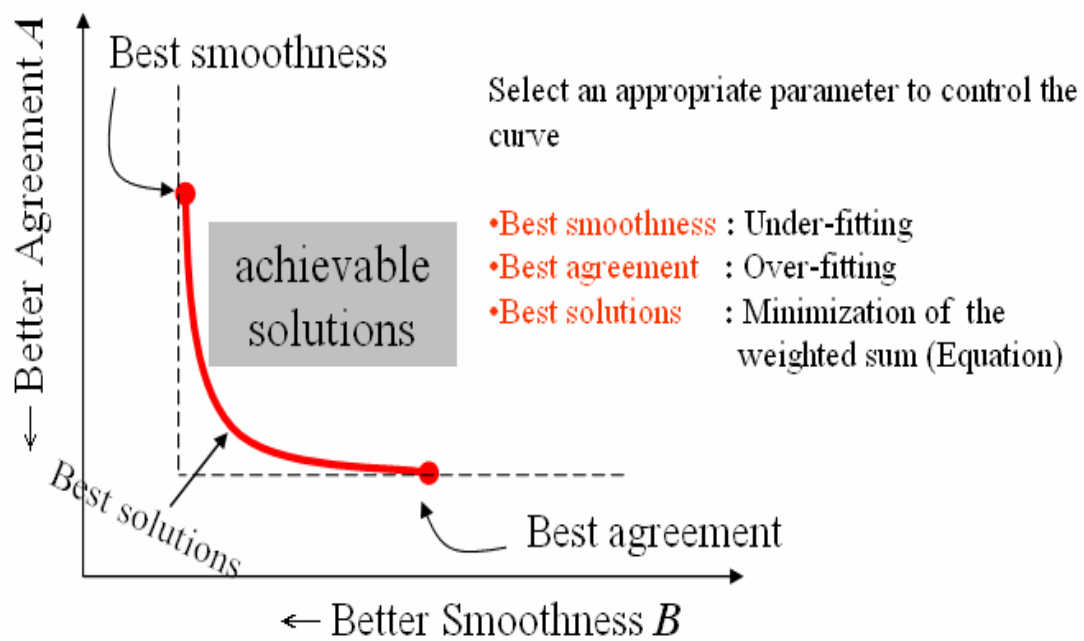 Best smoothness
← Better Agreement A
Select an appropriate parameter to control the
curve
•Best smoothness : Under-fitting
•Best agreement : Over-fitting
•Best solutions : Minimization of the
weighted sum (Equation)
achievable
solutions
Best solutions
Best agreement
← Better Smoothness B